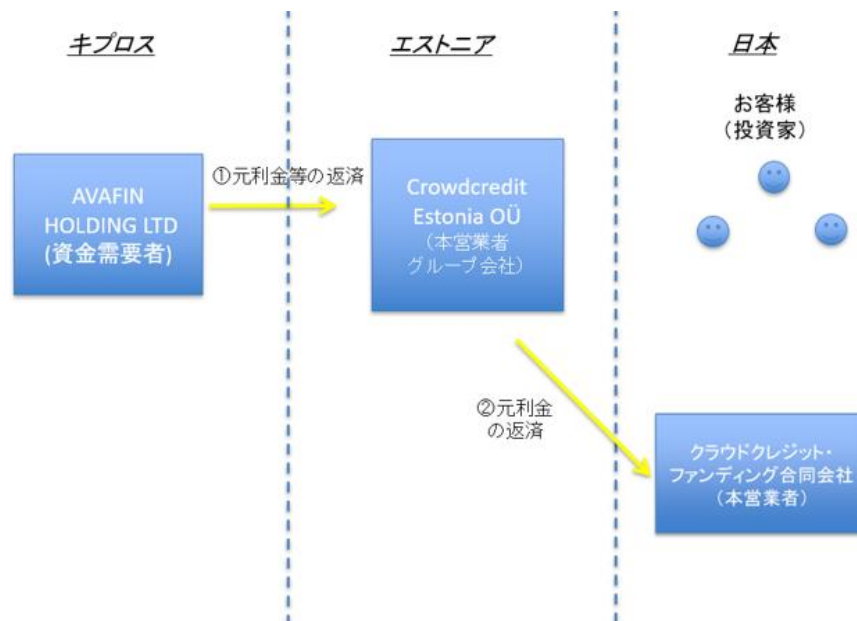 キプロス
エストニア
日本
お客様
（投資家）
①元利金等の返済
AVAFIN
HOLDING LTD
(資金需要者)
Crowdcredit
Estonia OÜ
（本営業者
グループ会社）
②元利金
の返済
クラウドクレジット・
ファンディング合同会社
（本営業者）